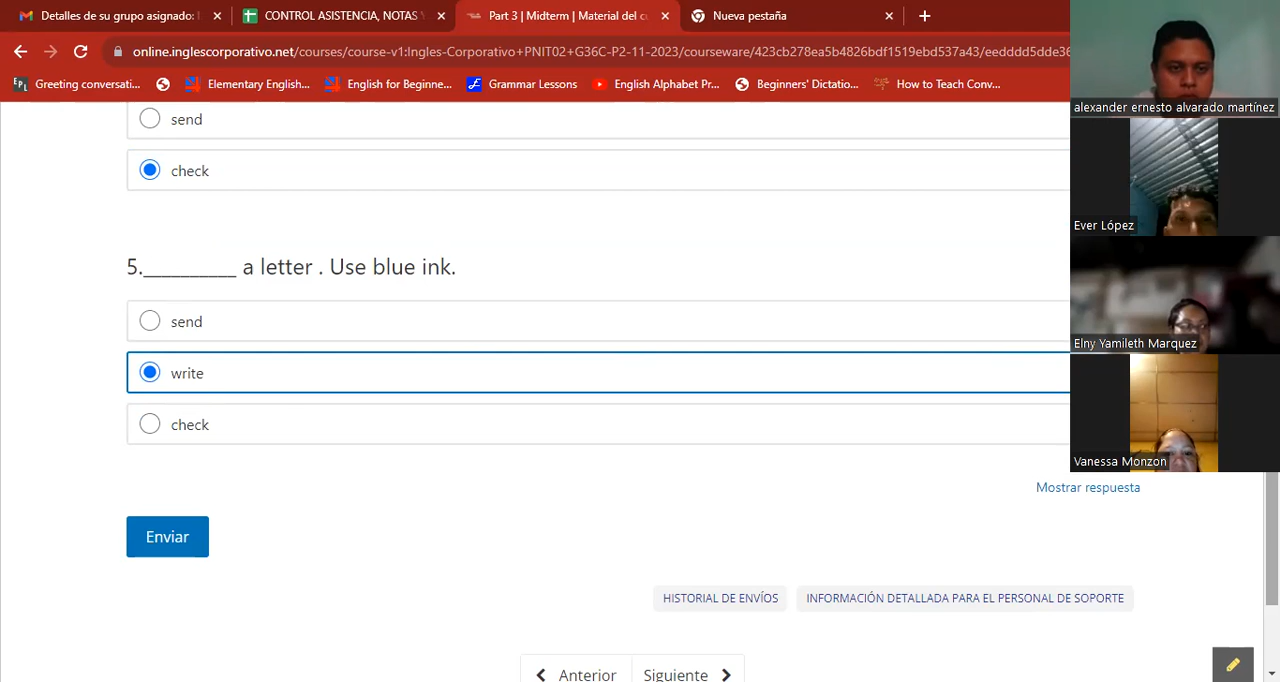 Detalles de su grupo asignado:
CONTROL ASISTENCIA, NOTAS
Part 3 | Midterm | Material del
Nueva pestaña
online.inglescorporativo.net/courses/course-v1:Ingles-Corporativo+PNIT02+G36C-P2-11-2023/courseware/423cb278ea5b4826bdf1519ebd537a43/eedddd5dde36
Greeting conversati...
Elementary English...
English for Beginne...
Grammar Lessons
English Alphabet Pr...
Beginners' Dictatio...
How to Teach Conv...
alexander ernesto alvarado martínez
Ever López
Elny Yamileth Marquez
Vanessa Monzon
send
check
5.__________ a letter . Use blue ink.
send
write
check
Mostrar respuesta
Enviar
HISTORIAL DE ENVÍOS
INFORMACIÓN DETALLADA PARA EL PERSONAL DE SOPORTE
Anterior
Siguiente